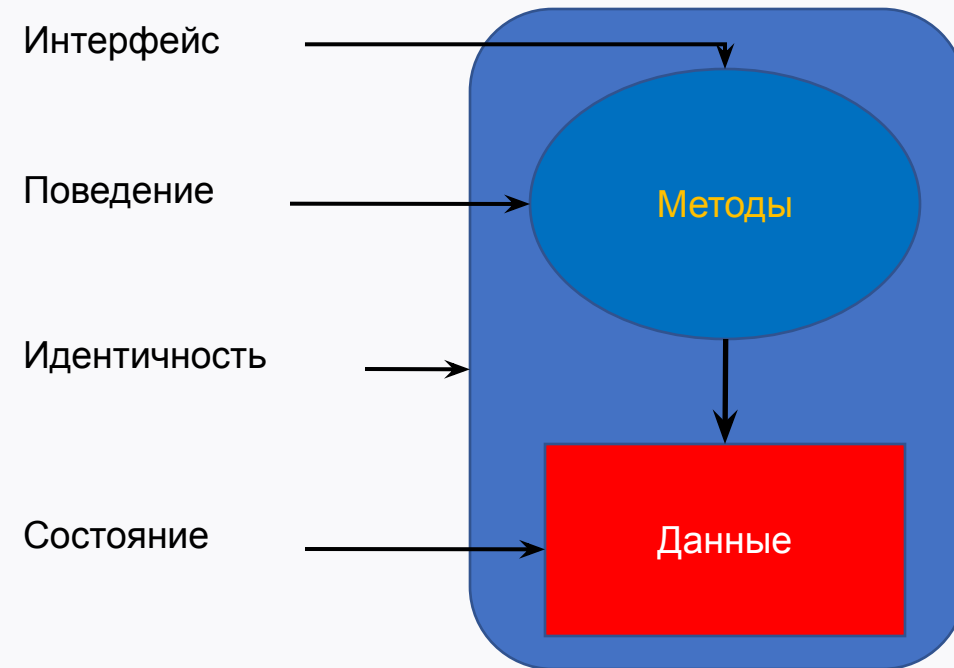 Интерфейс
Поведение
Методы
Идентичность
Состояние
Данные